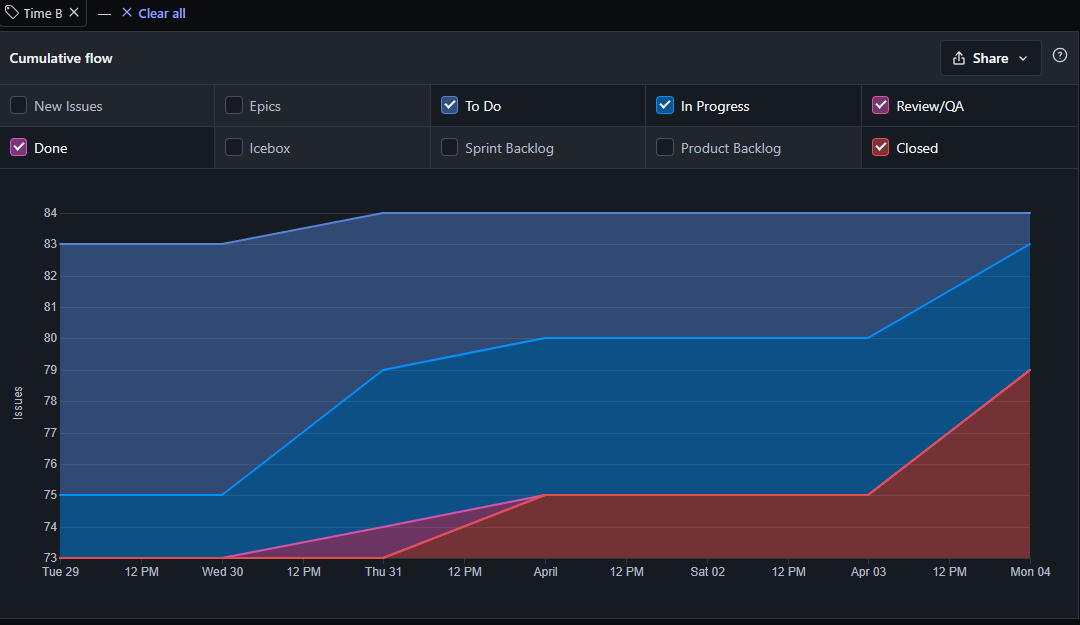 Time B — Clear all
Cumulative flow Share
New Issues Epics To Do In Progress Review/QA
Done Icebox Sprint Backlog Product Backlog Closed
84
83
82
81
80
79
78
77
76
75
74
73
Issues
Tue 29 12 PM Wed 30 12 PM Thu 31 12 PM April 12 PM Sat 02 12 PM Apr 03 12 PM Mon 04